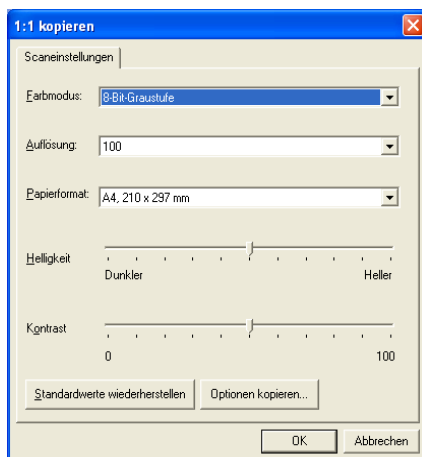 1:1 kopieren
Scaneinstellungen
Farbmodus: 8-Bit-Graustufe
Auflösung: 100
Papierformat: A4, 210 x 297 mm
Helligkeit
Dunkler Heller
Kontrast
0 100
Standardwerte wiederherstellen Optionen kopieren...
OK Abbrechen